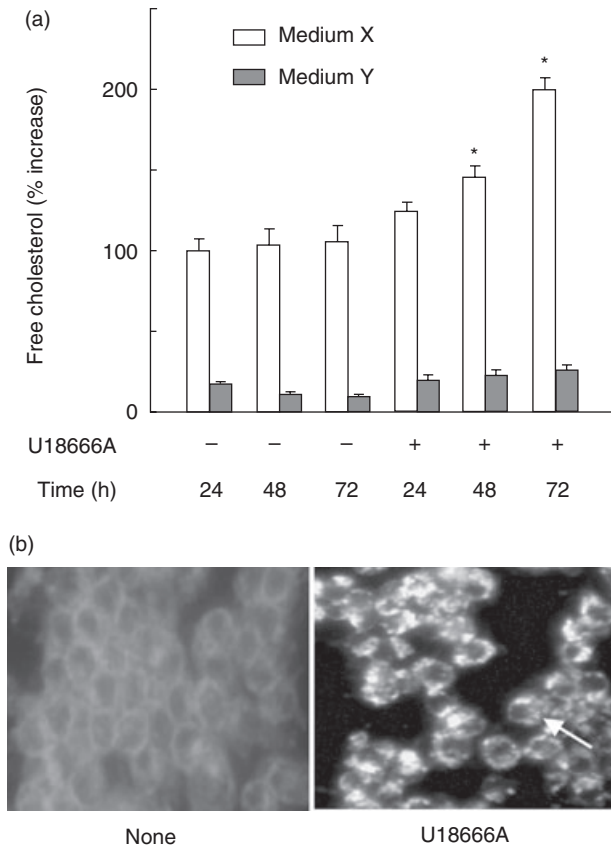 (a)
Medium X
Medium Y
Free cholesterol (% increase)
200
100
0
* *
U18666A – – – + + +
Time (h) 24 48 72 24 48 72
(b)
None U18666A